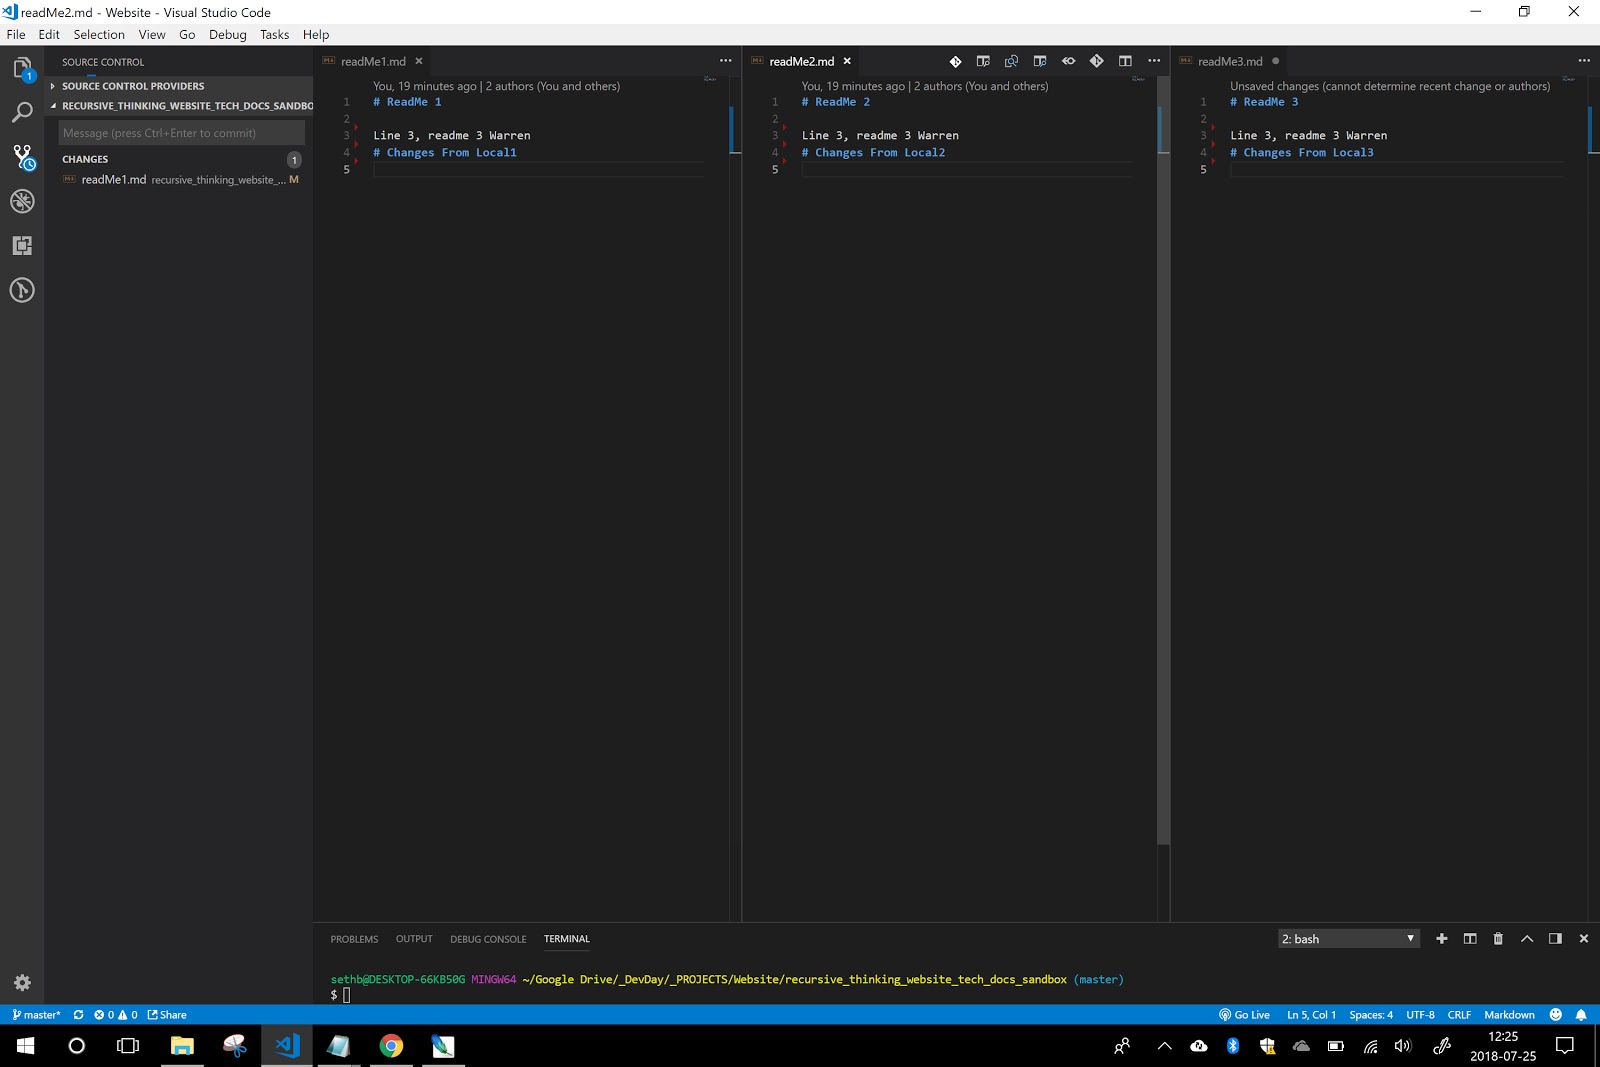 readMe2.md - Website - Visual Studio Code
File Edit Selection View Go Debug Tasks Help
1
SOURCE CONTROL
SOURCE CONTROL PROVIDERS
RECURSIVE_THINKING_WEBSITE_TECH_DOCS_SANDBO
Message (press Ctrl+Enter to commit)
CHANGES 1
readMe1.md recursive_thinking_website_... M
readMe1.md
You, 19 minutes ago | 2 authors (You and others)
1 # ReadMe 1
2
3 Line 3, readme 3 Warren
4 # Changes From Local1
5
readMe2.md
You, 19 minutes ago | 2 authors (You and others)
1 # ReadMe 2
2
3 Line 3, readme 3 Warren
4 # Changes From Local2
5
readMe3.md
Unsaved changes (cannot determine recent change or authors)
1 # ReadMe 3
2
3 Line 3, readme 3 Warren
4 # Changes From Local3
5
PROBLEMS OUTPUT DEBUG CONSOLE TERMINAL 2: bash
sethb@DESKTOP-66KB50G MINGW64 ~/Google Drive/_DevDay/_PROJECTS/Website/recursive_thinking_website_tech_docs_sandbox (master)
$
master* 0 0 Share Go Live Ln 5, Col 1 Spaces: 4 UTF-8 CRLF Markdown
12:25
2018-07-25